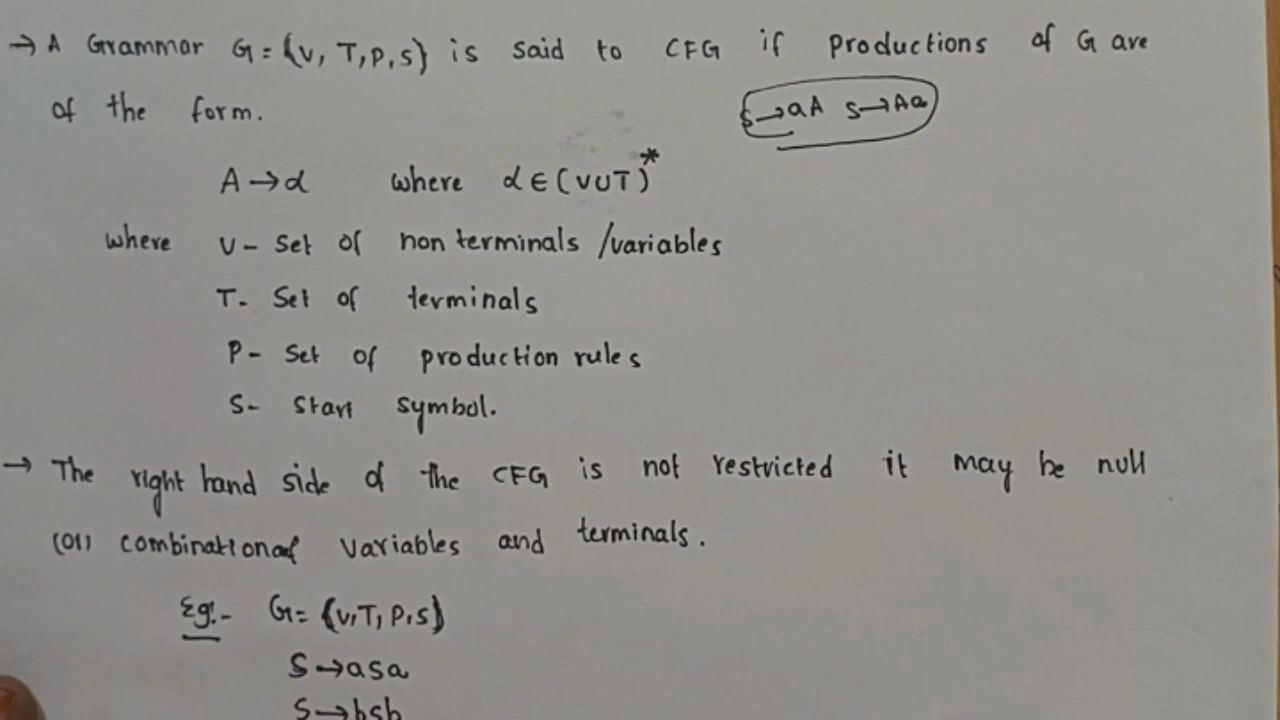 → A Grammar G = {V, T, P, S} is said to CFG if productions of G are
of the form.
S→aA S→Aa
A→α where α∈(VUT)*
where V- Set of non terminals /variables
T- Set of terminals
P- Set of production rules
S- Start symbol.
→ The right hand side of the CFG is not restricted it may be null
(or) combination of variables and terminals.
Eg:- G= {V,T, P,S}
S→aSa
S→bSb